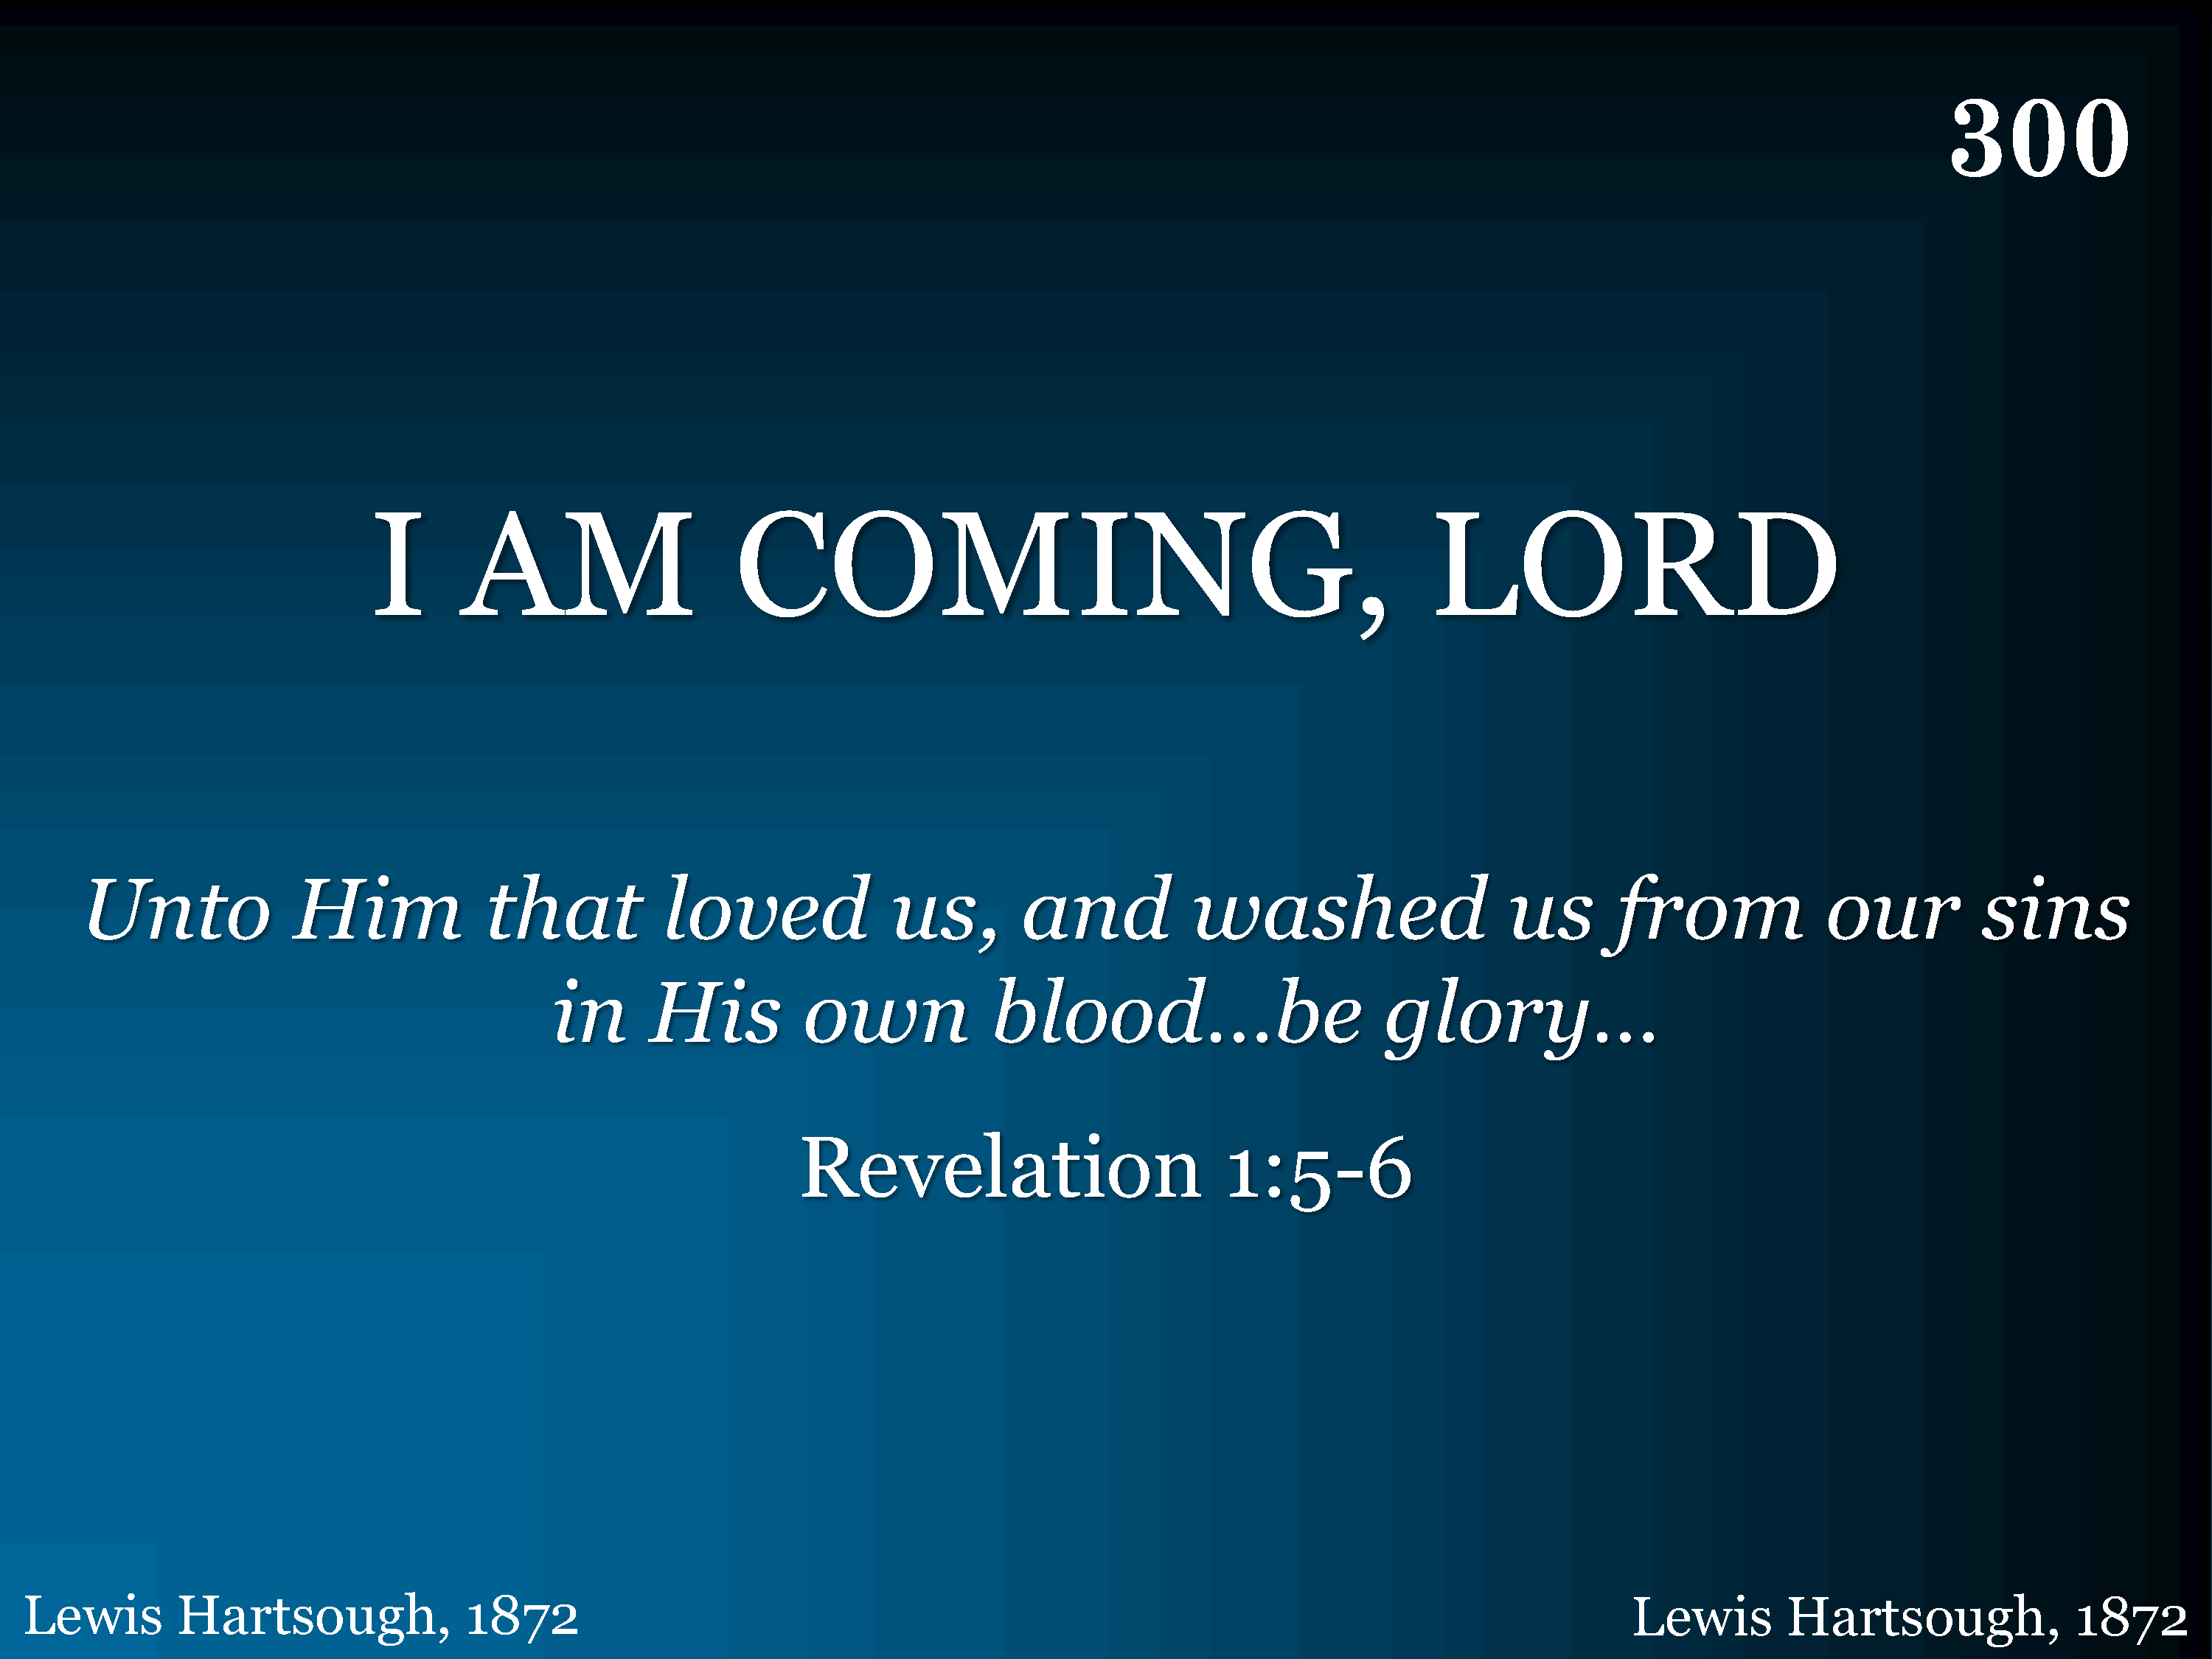 300
I AM COMING, LORD
Unto Him that loved us, and washed us from our sins
in His own blood...be glory...
Revelation 1:5-6
Lewis Hartsough, 1872
Lewis Hartsough, 1872